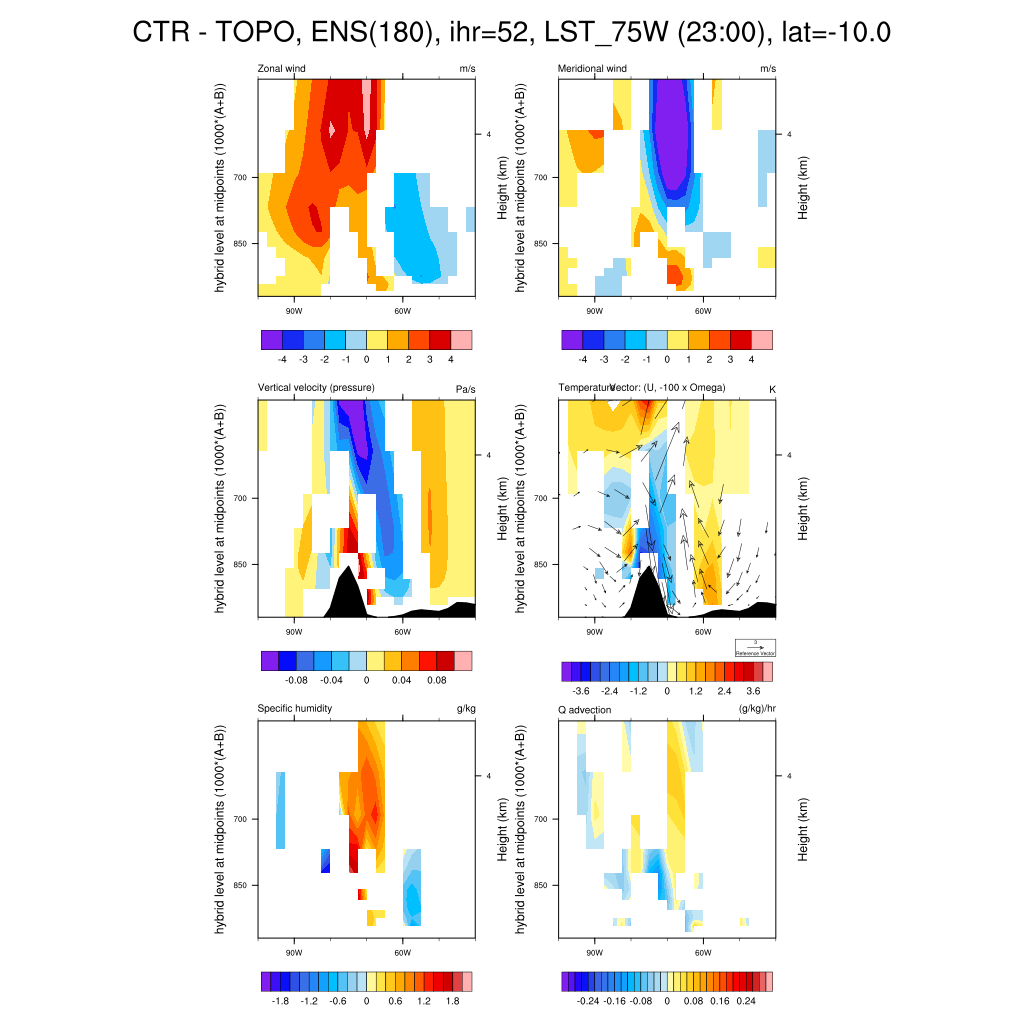 CTR - TOPO, ENS(180), ihr=52, LST_75W (23:00), lat=-10.0
Zonal wind m/s
Meridional wind m/s
hybrid level at midpoints (1000*(A+B))
700
850
4
Height (km)
90W 60W
-4 -3 -2 -1 0 1 2 3 4
hybrid level at midpoints (1000*(A+B))
700
850
4
Height (km)
90W 60W
-4 -3 -2 -1 0 1 2 3 4
Vertical velocity (pressure) Pa/s
Temperature Vector: (U, -100 x Omega) K
hybrid level at midpoints (1000*(A+B))
700
850
4
Height (km)
90W 60W
-0.08 -0.04 0 0.04 0.08
hybrid level at midpoints (1000*(A+B))
700
850
4
Height (km)
90W 60W
3
Reference Vector
-3.6 -2.4 -1.2 0 1.2 2.4 3.6
Specific humidity g/kg
Q advection (g/kg)/hr
hybrid level at midpoints (1000*(A+B))
700
850
4
Height (km)
90W 60W
-1.8 -1.2 -0.6 0 0.6 1.2 1.8
hybrid level at midpoints (1000*(A+B))
700
850
4
Height (km)
90W 60W
-0.24 -0.16 -0.08 0 0.08 0.16 0.24